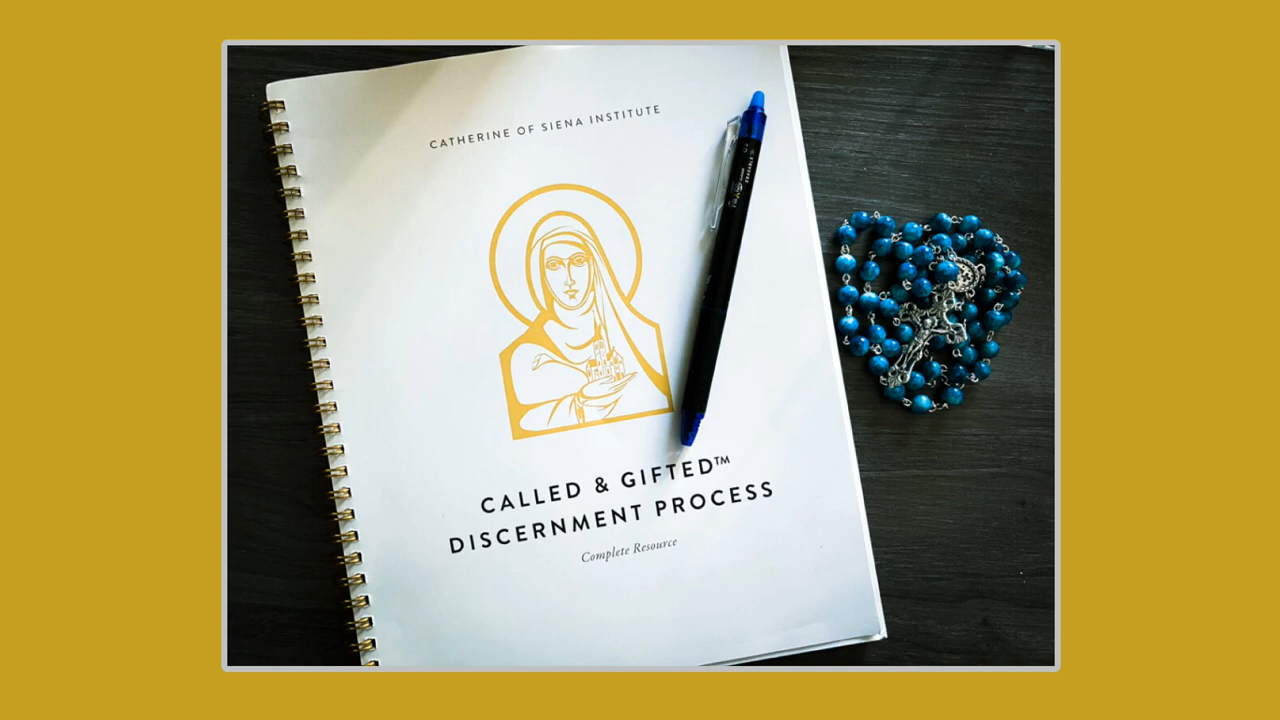 CATHERINE OF SIENA INSTITUTE
CALLED & GIFTED™
DISCERNMENT PROCESS
Complete Resource